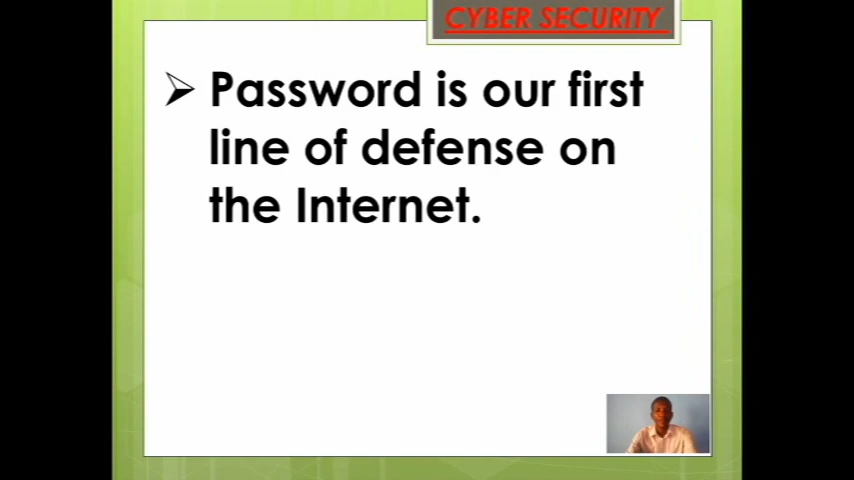 CYBER SECURITY
Password is our first
line of defense on
the Internet.